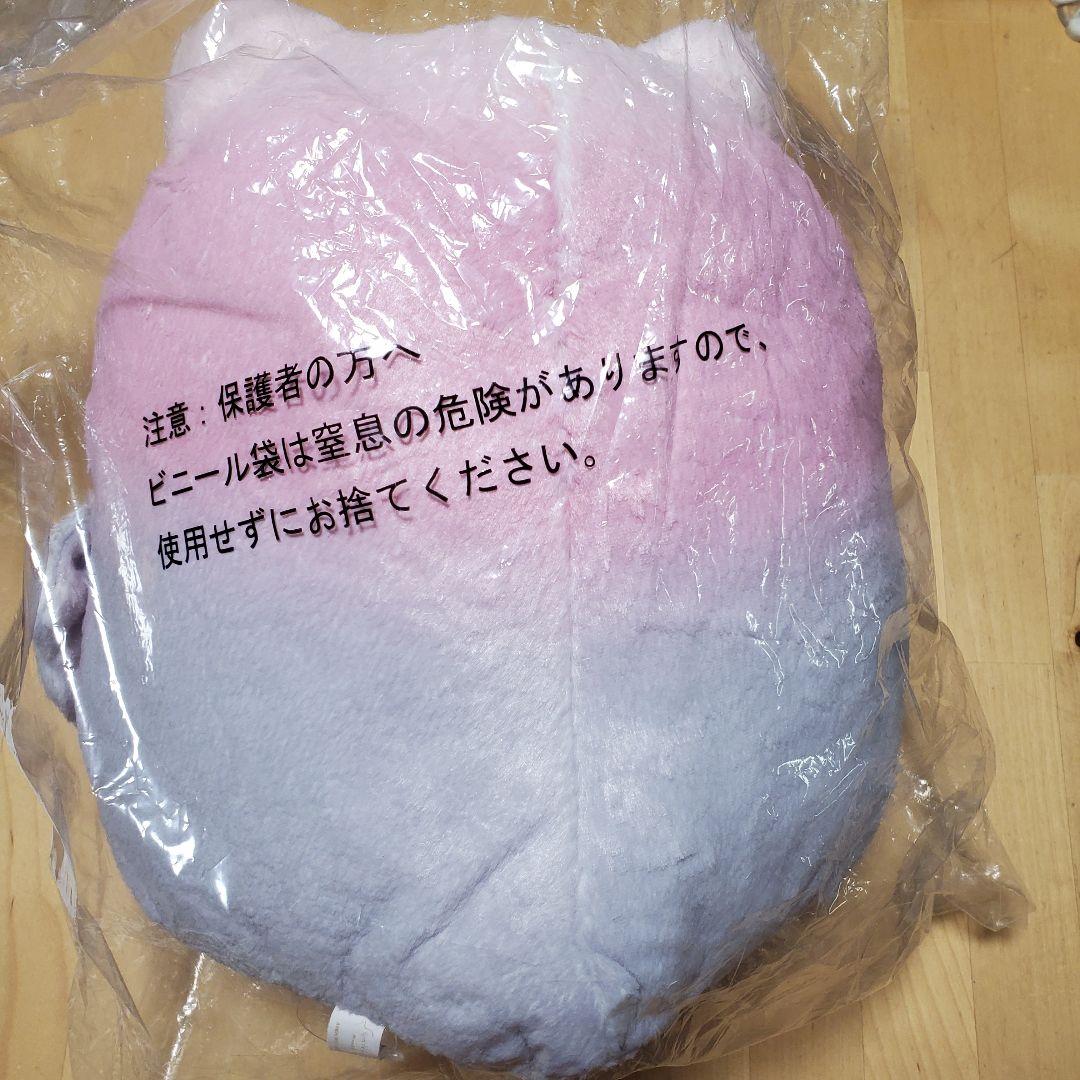 注意：保護者の方へ
ビニール袋は窒息の危険がありますので、
使用せずにお捨てください。